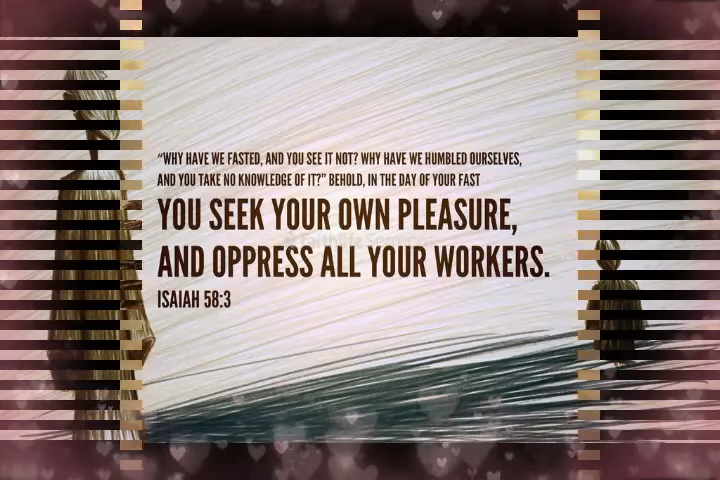 “WHY HAVE WE FASTED, AND YOU SEE IT NOT? WHY HAVE WE HUMBLED OURSELVES,
AND YOU TAKE NO KNOWLEDGE OF IT?” BEHOLD, IN THE DAY OF YOUR FAST
YOU SEEK YOUR OWN PLEASURE,
AND OPPRESS ALL YOUR WORKERS.
ISAIAH 58:3